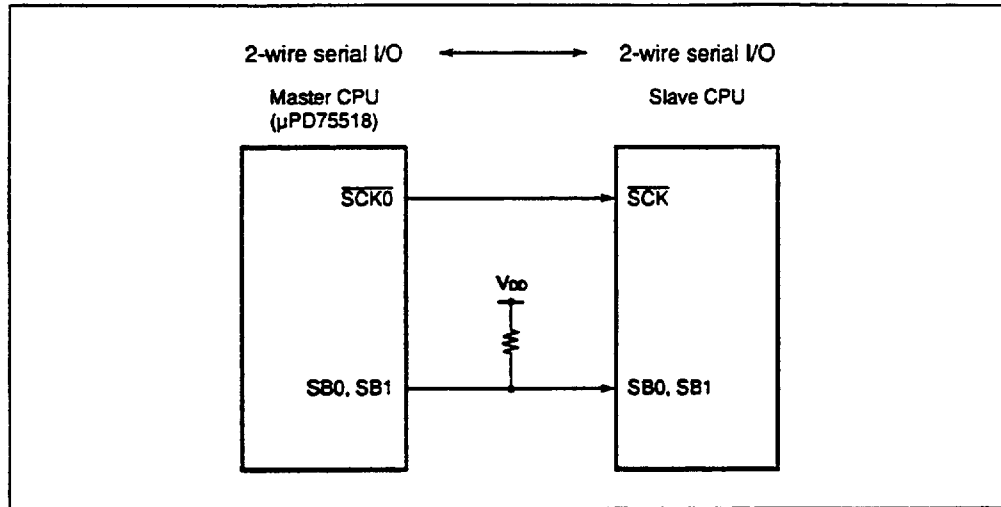 2-wire serial I/O 2-wire serial I/O
Master CPU Slave CPU
(μPD75518)
SCK0 SCK
VDD
SB0, SB1 SB0, SB1